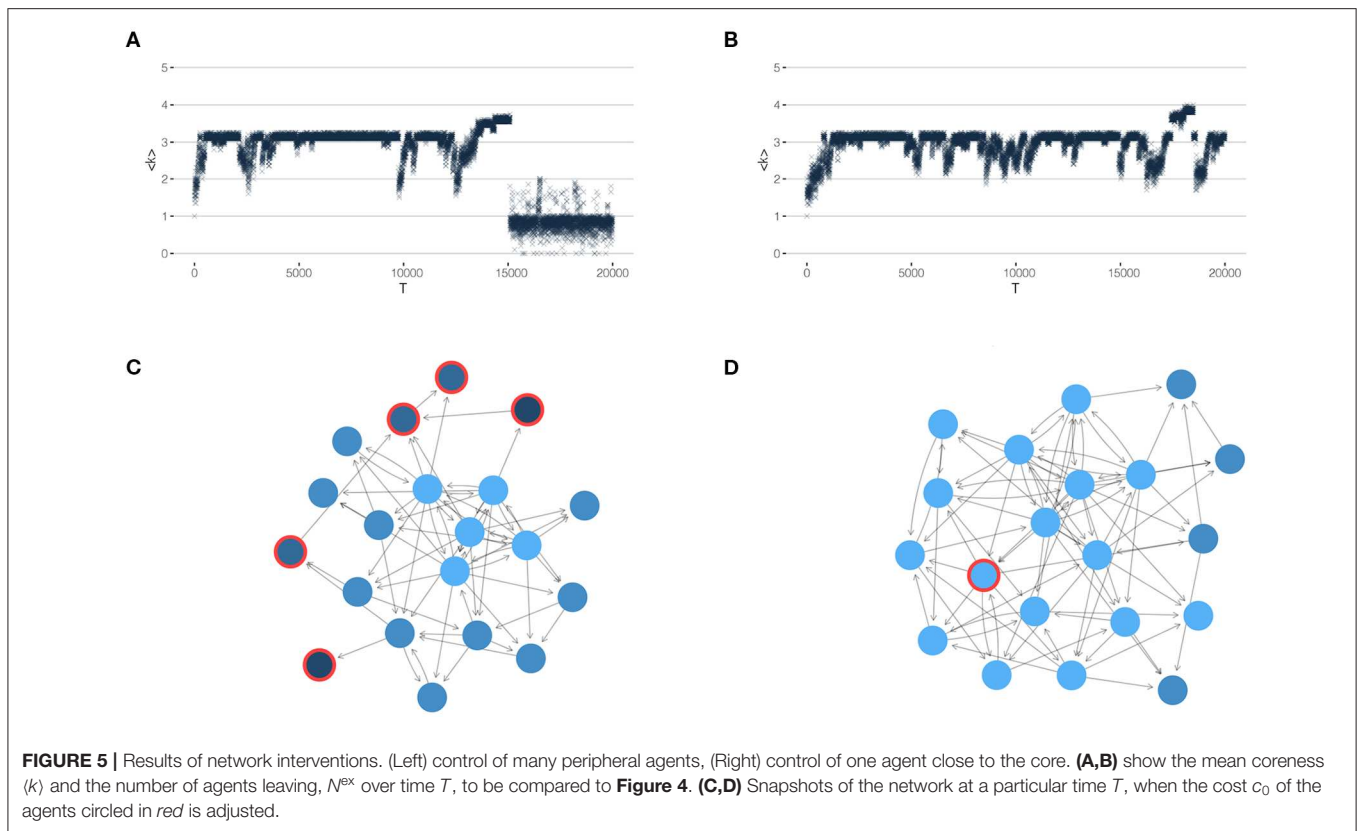 A
B
5
4
3
2
1
0
<k>
0
5000
10000
15000
20000
T
5
4
3
2
1
0
<k>
0
5000
10000
15000
20000
T
C
D
FIGURE 5 | Results of network interventions. (Left) control of many peripheral agents, (Right) control of one agent close to the core. (A,B) show the mean coreness
⟨k⟩ and the number of agents leaving, Nᵉˣ over time T, to be compared to Figure 4. (C,D) Snapshots of the network at a particular time T, when the cost c₀ of the
agents circled in red is adjusted.